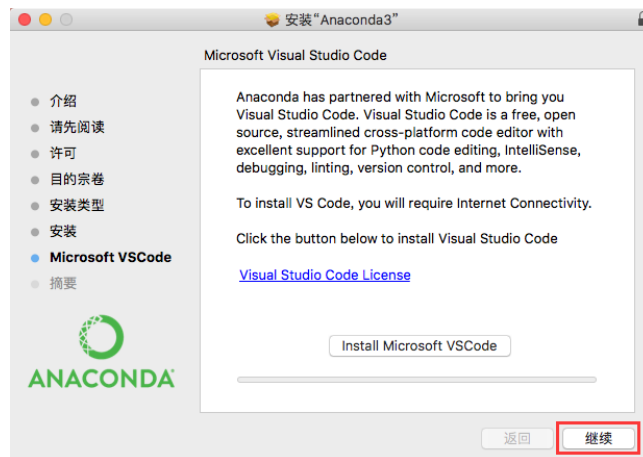 安装“Anaconda3”
Microsoft Visual Studio Code
介绍
请先阅读
许可
目的宗卷
安装类型
安装
Microsoft VSCode
摘要
ANACONDA
Anaconda has partnered with Microsoft to bring you
Visual Studio Code. Visual Studio Code is a free, open
source, streamlined cross-platform code editor with
excellent support for Python code editing, IntelliSense,
debugging, linting, version control, and more.
To install VS Code, you will require Internet Connectivity.
Click the button below to install Visual Studio Code
Visual Studio Code License
Install Microsoft VSCode
返回
继续